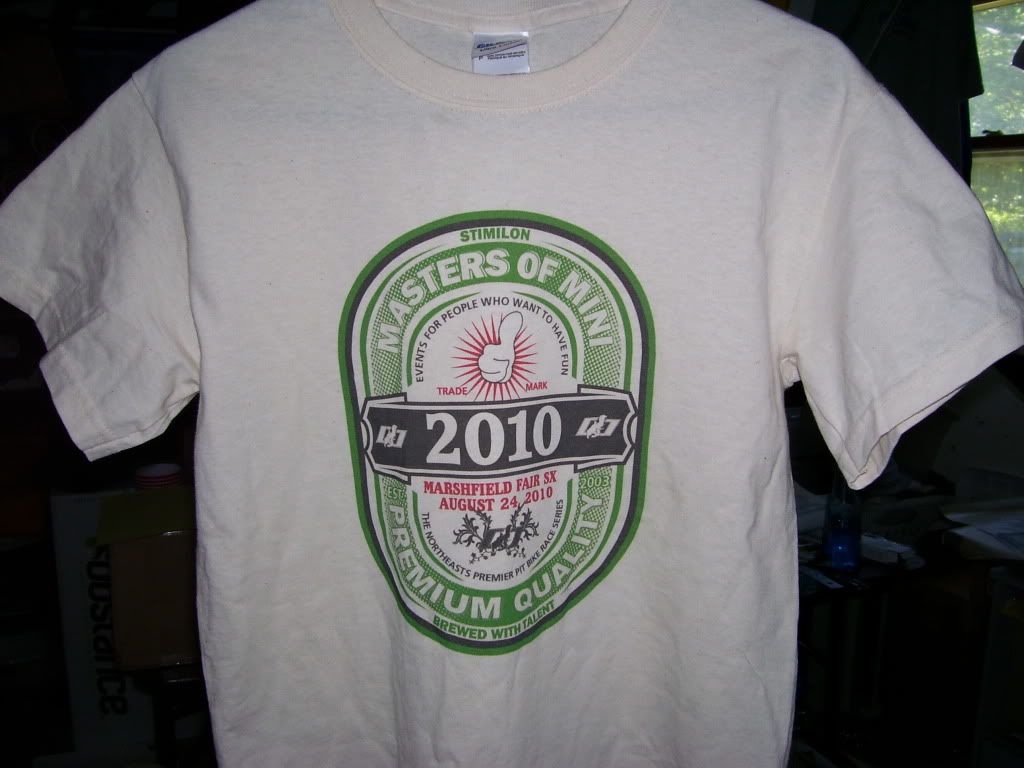 STIMILON
MASTERS OF MINI
EVENTS FOR PEOPLE WHO WANT TO HAVE FUN
TRADE MARK
2010
MARSHFIELD FAIR SX
AUGUST 24, 2010
EST. 2003
THE NORTHEASTS PREMIER PIT BIKE RACE SERIES
PREMIUM QUALITY
BREWED WITH TALENT
substance